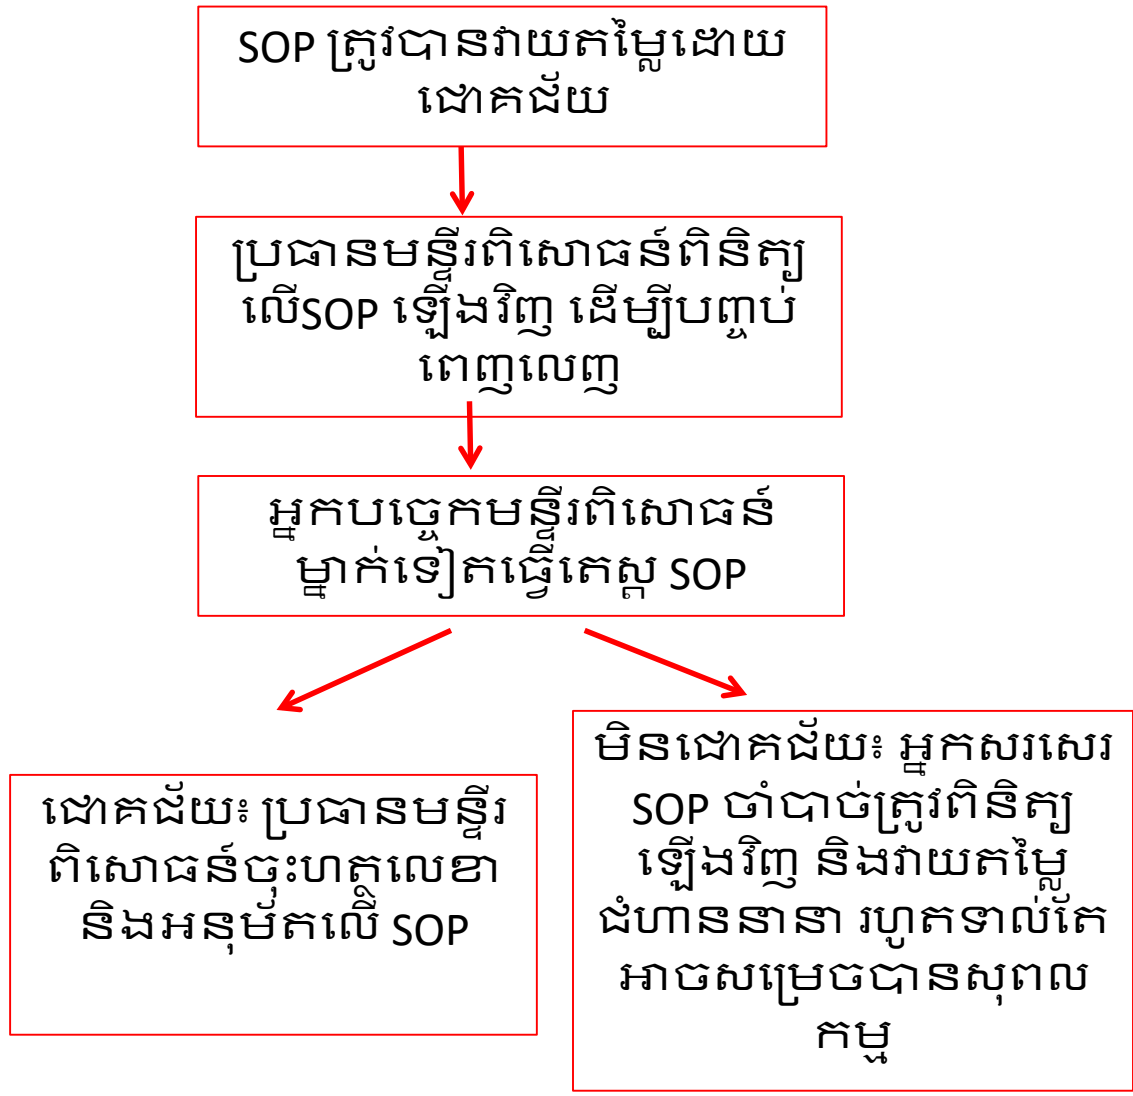 SOP ត្រូវបានវាយតម្លៃដោយ
ជោគជ័យ
ប្រធានមន្ទីរពិសោធន៍ពិនិត្យ
លើSOP ឡើងវិញ ដើម្បីបញ្ចប់
ពេញលេញ
អ្នកបច្ចេកមន្ទីរពិសោធន៍
ម្នាក់ទៀតធ្វើតេស្ត SOP
ជោគជ័យ៖ ប្រធានមន្ទីរ
ពិសោធន៍ចុះហត្ថលេខា
និងអនុម័តលើ SOP
មិនជោគជ័យ៖ អ្នកសរសេរ
SOP ចាំបាច់ត្រូវពិនិត្យ
ឡើងវិញ និងវាយតម្លៃ
ជំហាននានា រហូតទាល់តែ
អាចសម្រេចបានសុពល
កម្ម